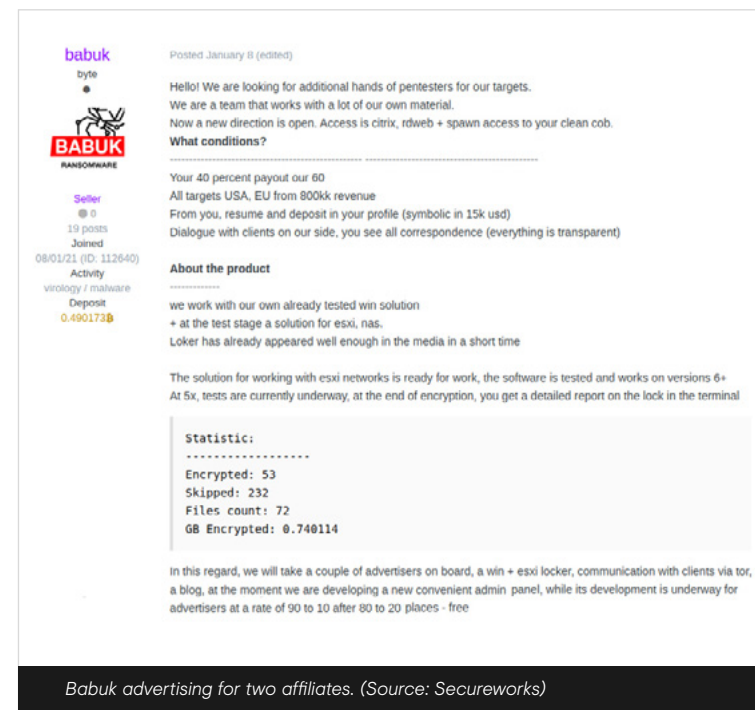 babuk
byte
BABUK
RANSOMWARE
Seller
0
19 posts
Joined
08/01/21 (ID: 112640)
Activity
virology / malware
Deposit
0.490173฿
Posted January 8 (edited)
Hello! We are looking for additional hands of pentesters for our targets.
We are a team that works with a lot of our own material.
Now a new direction is open. Access is citrix, rdweb + spawn access to your clean cob.
What conditions?
-------------------------------------------------- ---------------------------------------------
Your 40 percent payout our 60
All targets USA, EU from 800kk revenue
From you, resume and deposit in your profile (symbolic in 15k usd)
Dialogue with clients on our side, you see all correspondence (everything is transparent)
About the product
-------------
we work with our own already tested win solution
+ at the test stage a solution for esxi, nas.
Loker has already appeared well enough in the media in a short time
The solution for working with esxi networks is ready for work, the software is tested and works on versions 6+
At 5x, tests are currently underway, at the end of encryption, you get a detailed report on the lock in the terminal
Statistic:
------------------
Encrypted: 53
Skipped: 232
Files count: 72
GB Encrypted: 0.740114
In this regard, we will take a couple of advertisers on board, a win + esxi locker, communication with clients via tor,
a blog, at the moment we are developing a new convenient admin panel, while its development is underway for
advertisers at a rate of 90 to 10 after 80 to 20 places - free
Babuk advertising for two affiliates. (Source: Secureworks)